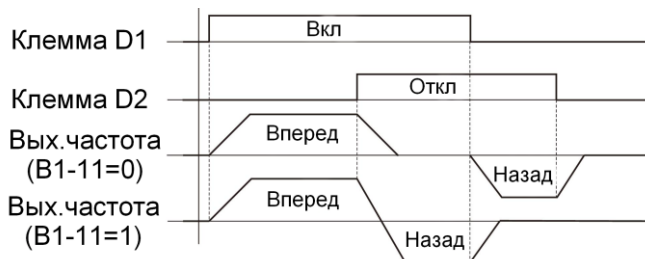 Клемма D1
Вкл
Клемма D2
Откл
Вых.частота
(B1-11=0)
Вперед
Назад
Вых.частота
(B1-11=1)
Вперед
Назад